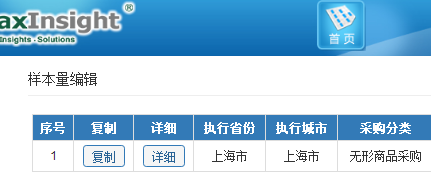 axInsight®
Insights - Solutions
首页
样本量编辑
序号 复制 详细 执行省份 执行城市 采购分类
1 复制 详细 上海市 上海市 无形商品采购